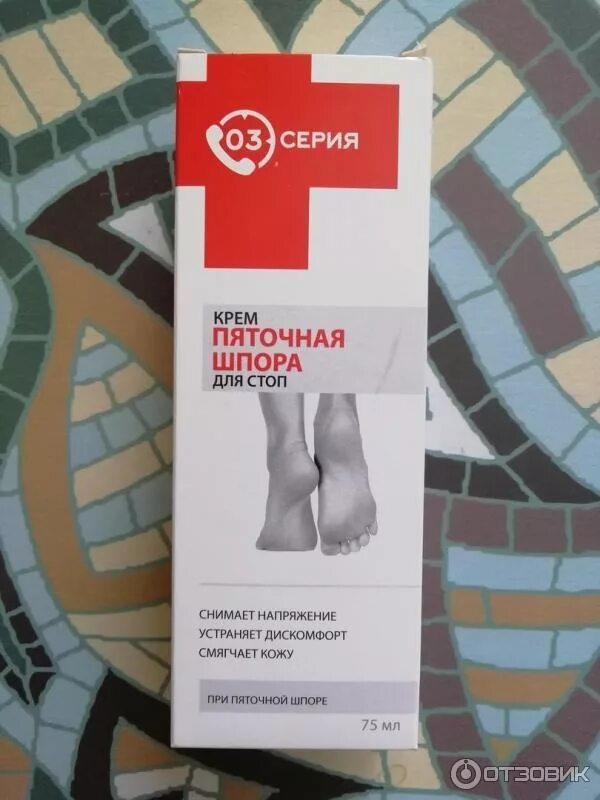 03 СЕРИЯ
КРЕМ
ПЯТОЧНАЯ
ШПОРА
ДЛЯ СТОП
СНИМАЕТ НАПРЯЖЕНИЕ
УСТРАНЯЕТ ДИСКОМФОРТ
СМЯГЧАЕТ КОЖУ
ПРИ ПЯТОЧНОЙ ШПОРЕ
75 мл
ОТЗОВИК